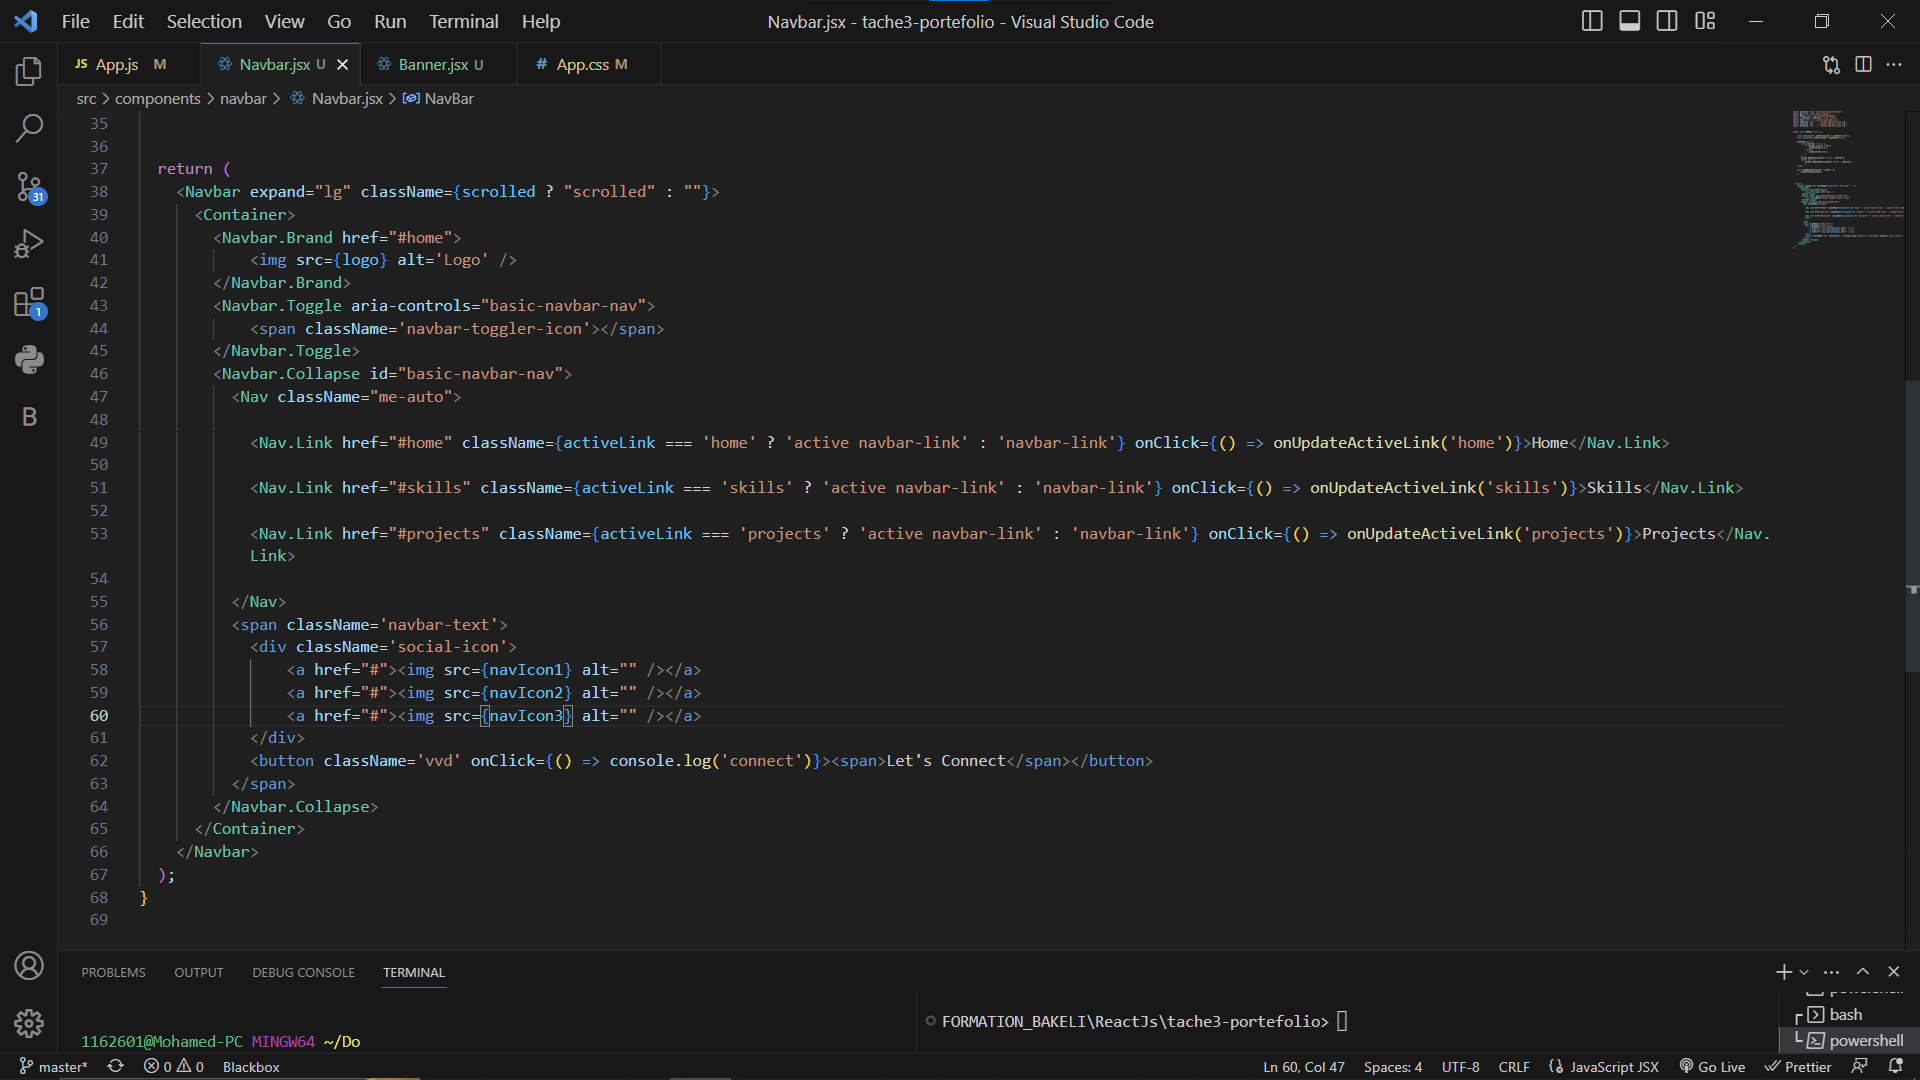 File Edit Selection View Go Run Terminal Help
Navbar.jsx - tache3-portefolio - Visual Studio Code
JS App.js M
Navbar.jsx U
Banner.jsx U
# App.css M
src > components > navbar > Navbar.jsx > NavBar
35
36
37 return (
38 <Navbar expand="lg" className={scrolled ? "scrolled" : ""}>
39 <Container>
40 <Navbar.Brand href="#home">
41 <img src={logo} alt='Logo' />
42 </Navbar.Brand>
43 <Navbar.Toggle aria-controls="basic-navbar-nav">
44 <span className='navbar-toggler-icon'></span>
45 </Navbar.Toggle>
46 <Navbar.Collapse id="basic-navbar-nav">
47 <Nav className="me-auto">
48
49 <Nav.Link href="#home" className={activeLink === 'home' ? 'active navbar-link' : 'navbar-link'} onClick={() => onUpdateActiveLink('home')}>Home</Nav.Link>
50
51 <Nav.Link href="#skills" className={activeLink === 'skills' ? 'active navbar-link' : 'navbar-link'} onClick={() => onUpdateActiveLink('skills')}>Skills</Nav.Link>
52
53 <Nav.Link href="#projects" className={activeLink === 'projects' ? 'active navbar-link' : 'navbar-link'} onClick={() => onUpdateActiveLink('projects')}>Projects</Nav.
Link>
54
55 </Nav>
56 <span className='navbar-text'>
57 <div className='social-icon'>
58 <a href="#"><img src={navIcon1} alt="" /></a>
59 <a href="#"><img src={navIcon2} alt="" /></a>
60 <a href="#"><img src={navIcon3} alt="" /></a>
61 </div>
62 <button className='vvd' onClick={() => console.log('connect')}><span>Let's Connect</span></button>
63 </span>
64 </Navbar.Collapse>
65 </Container>
66 </Navbar>
67 );
68 }
69
31
1
B
PROBLEMS OUTPUT DEBUG CONSOLE TERMINAL
1162601@Mohamed-PC MINGW64 ~/Do
FORMATION_BAKELI\ReactJs\tache3-portefolio>
bash
powershell
master* 0 0 Blackbox
Ln 60, Col 47 Spaces: 4 UTF-8 CRLF JavaScript JSX Go Live Prettier